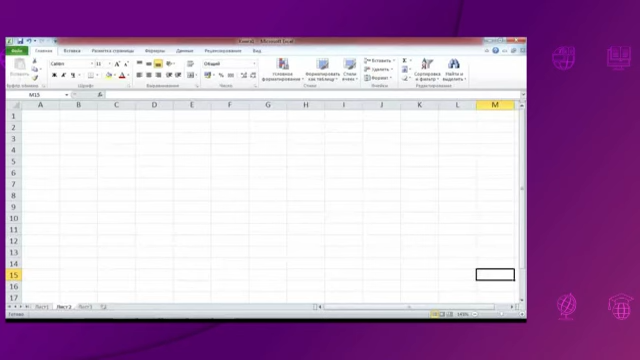 Книга1 - Microsoft Excel
Файл Главная Вставка Разметка страницы Формулы Данные Рецензирование Вид
Вставить
Calibri 11
Общий
Условное форматирование
Форматировать как таблицу
Стили ячеек
Вставить
Удалить
Формат
Сортировка и фильтр
Найти и выделить
Буфер обмена Шрифт Выравнивание Число Стили Ячейки Редактирование
M15 fx
A B C D E F G H I J K L M
1
2
3
4
5
6
7
8
9
10
11
12
13
14
15
16
17
Лист1 Лист2 Лист3
Готово